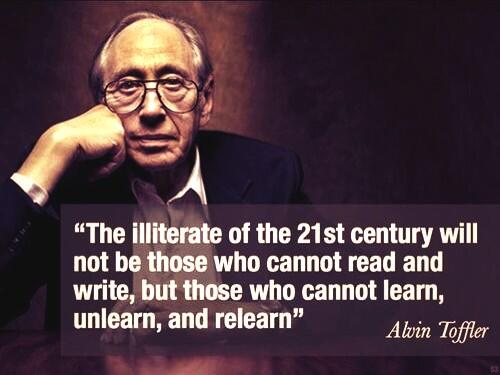 “The illiterate of the 21st century will
not be those who cannot read and
write, but those who cannot learn,
unlearn, and relearn”
Alvin Toffler